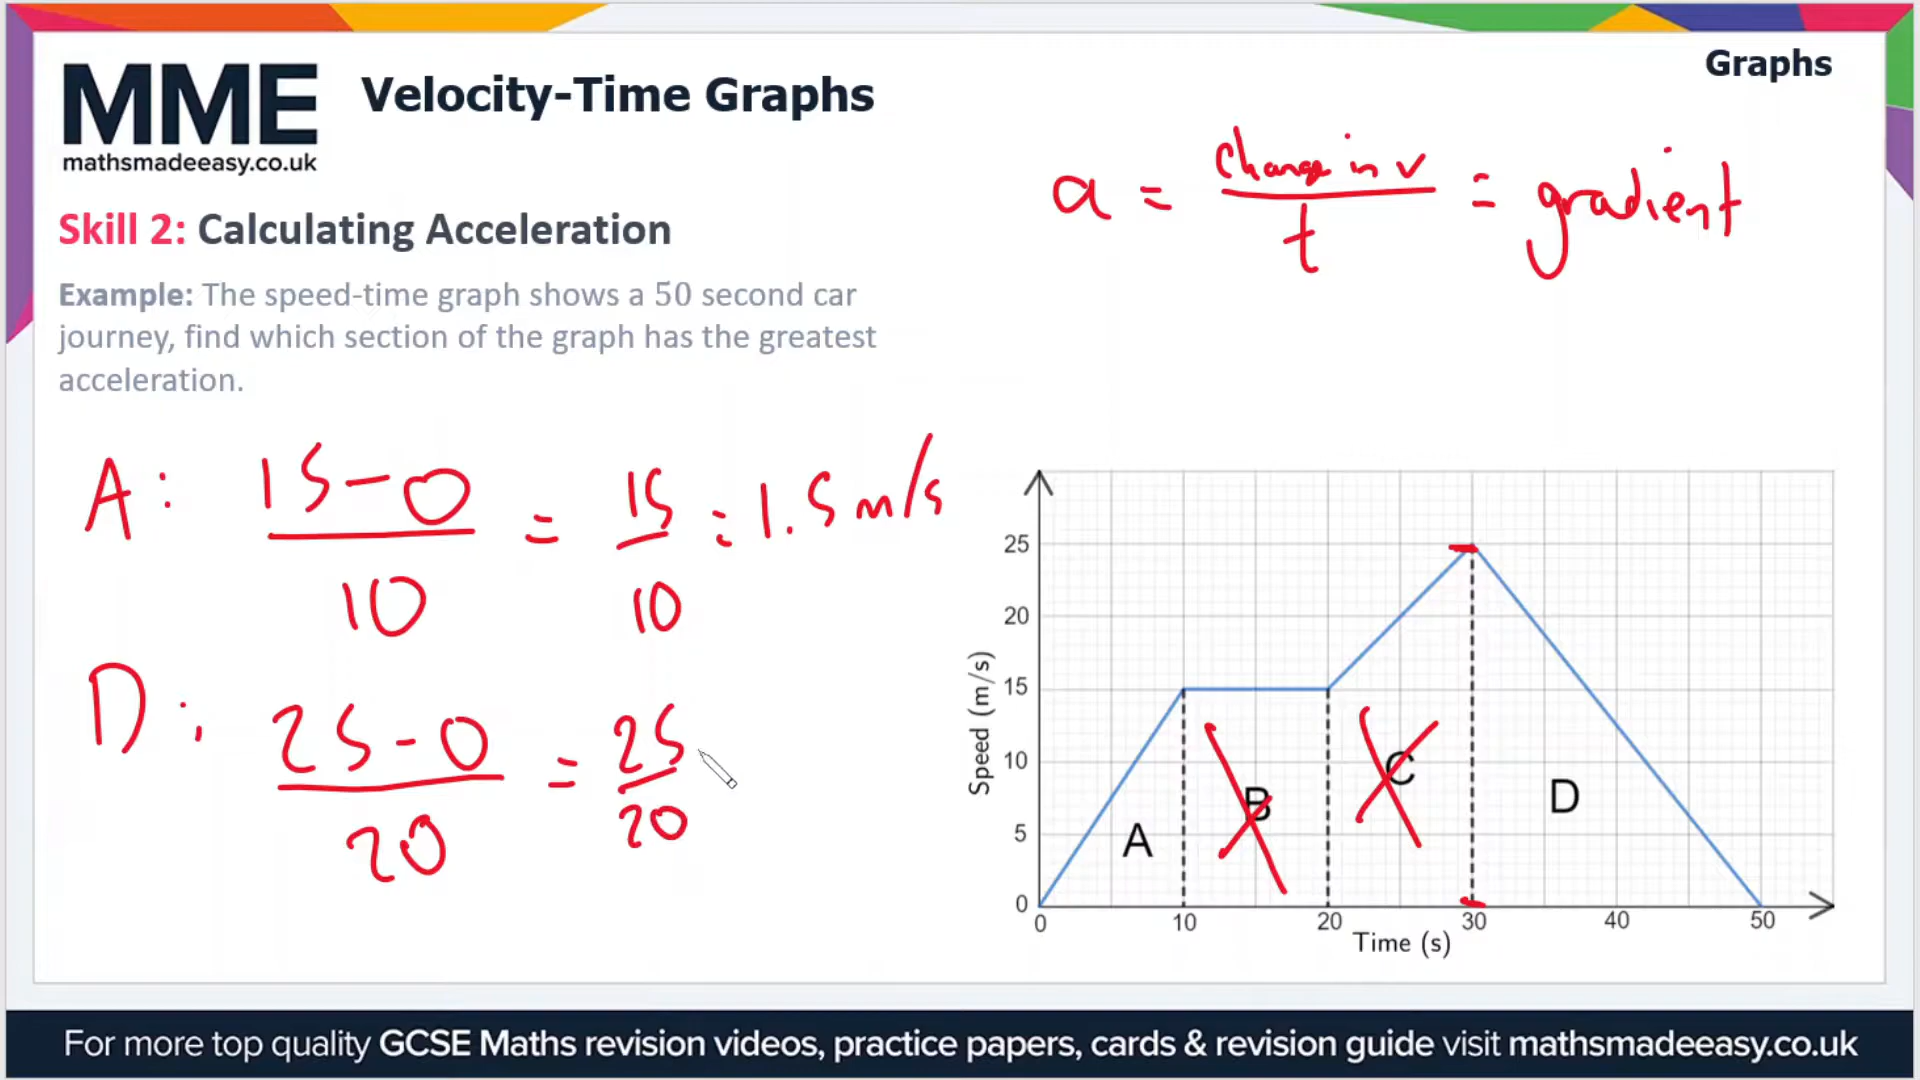 Graphs
MME
mathsmadeeasy.co.uk
Velocity-Time Graphs
a = change in v / t = gradient
Skill 2: Calculating Acceleration
Example: The speed-time graph shows a 50 second car
journey, find which section of the graph has the greatest
acceleration.
A: 15-0 / 10 = 15 / 10 = 1.5 m/s
D: 25-0 / 20 = 25 / 20
Speed (m/s)
25
20
15
10
5
0
A
B
C
D
0 10 20 30 40 50
Time (s)
For more top quality GCSE Maths revision videos, practice papers, cards & revision guide visit mathsmadeeasy.co.uk